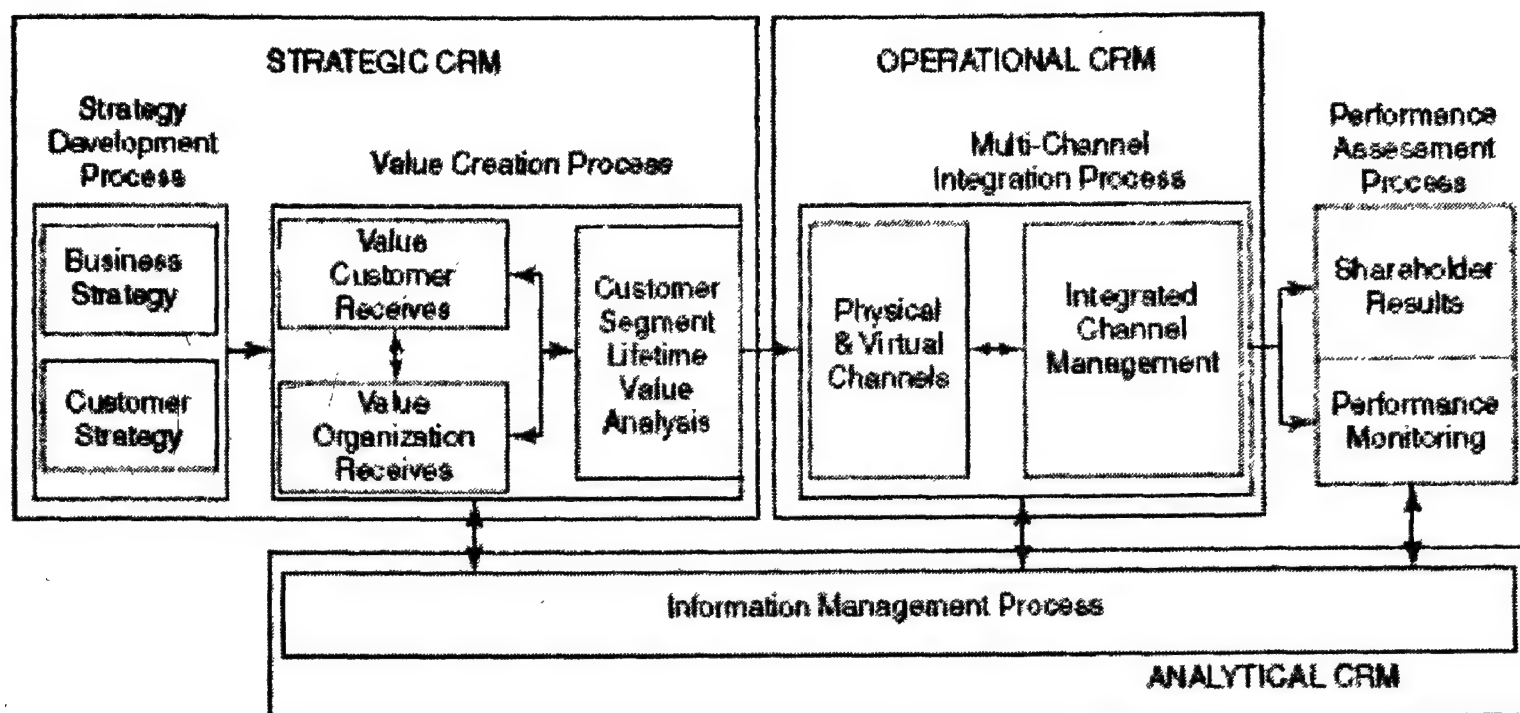 STRATEGIC CRM
Strategy
Development
Process
Business
Strategy
Customer
Strategy
Value Creation Process
Value
Customer
Receives
Value
Organization
Receives
Customer
Segment
Lifetime
Value
Analysis
OPERATIONAL CRM
Multi-Channel
Integration Process
Physical
& Virtual
Channels
Integrated
Channel
Management
Performance
Assessment
Process
Shareholder
Results
Performance
Monitoring
Information Management Process
ANALYTICAL CRM